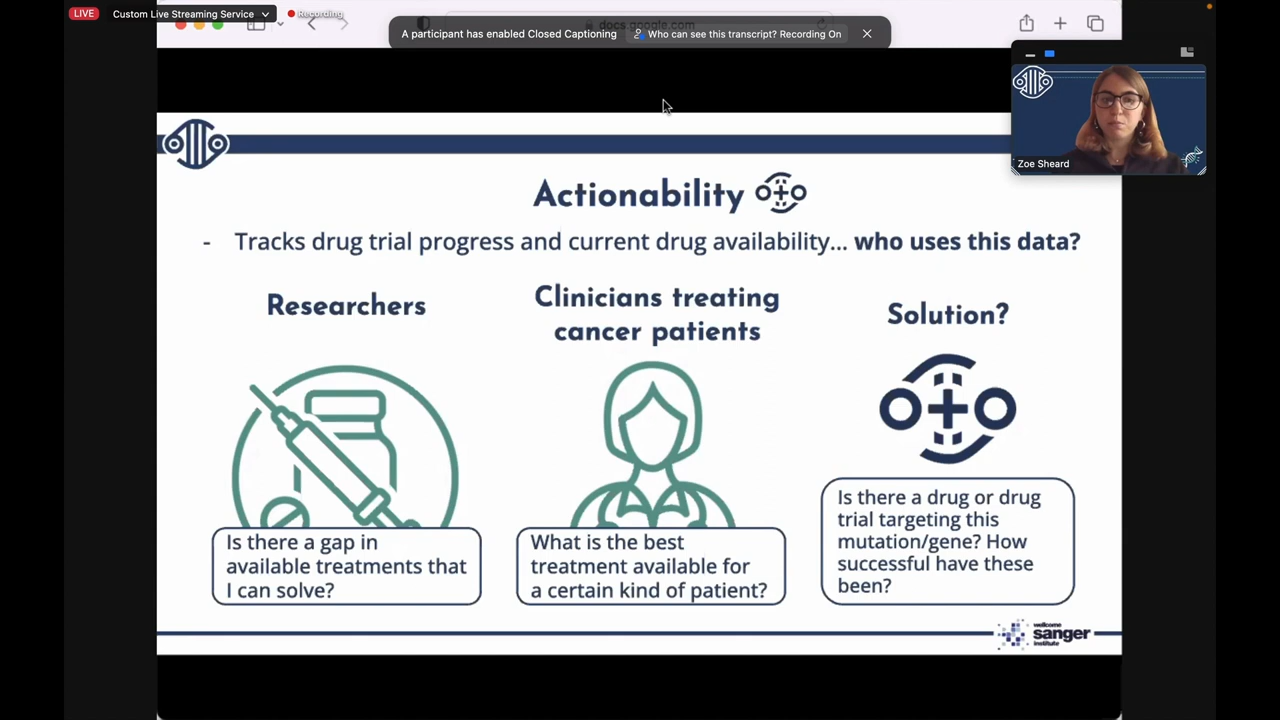 LIVE
Custom Live Streaming Service
Recording
docs.google.com
A participant has enabled Closed Captioning
Who can see this transcript? Recording On
Zoe Sheard
Actionability
- Tracks drug trial progress and current drug availability... who uses this data?
Researchers
Is there a gap in
available treatments that
I can solve?
Clinicians treating
cancer patients
What is the best
treatment available for
a certain kind of patient?
Solution?
Is there a drug or drug
trial targeting this
mutation/gene? How
successful have these
been?
wellcome
sanger
institute